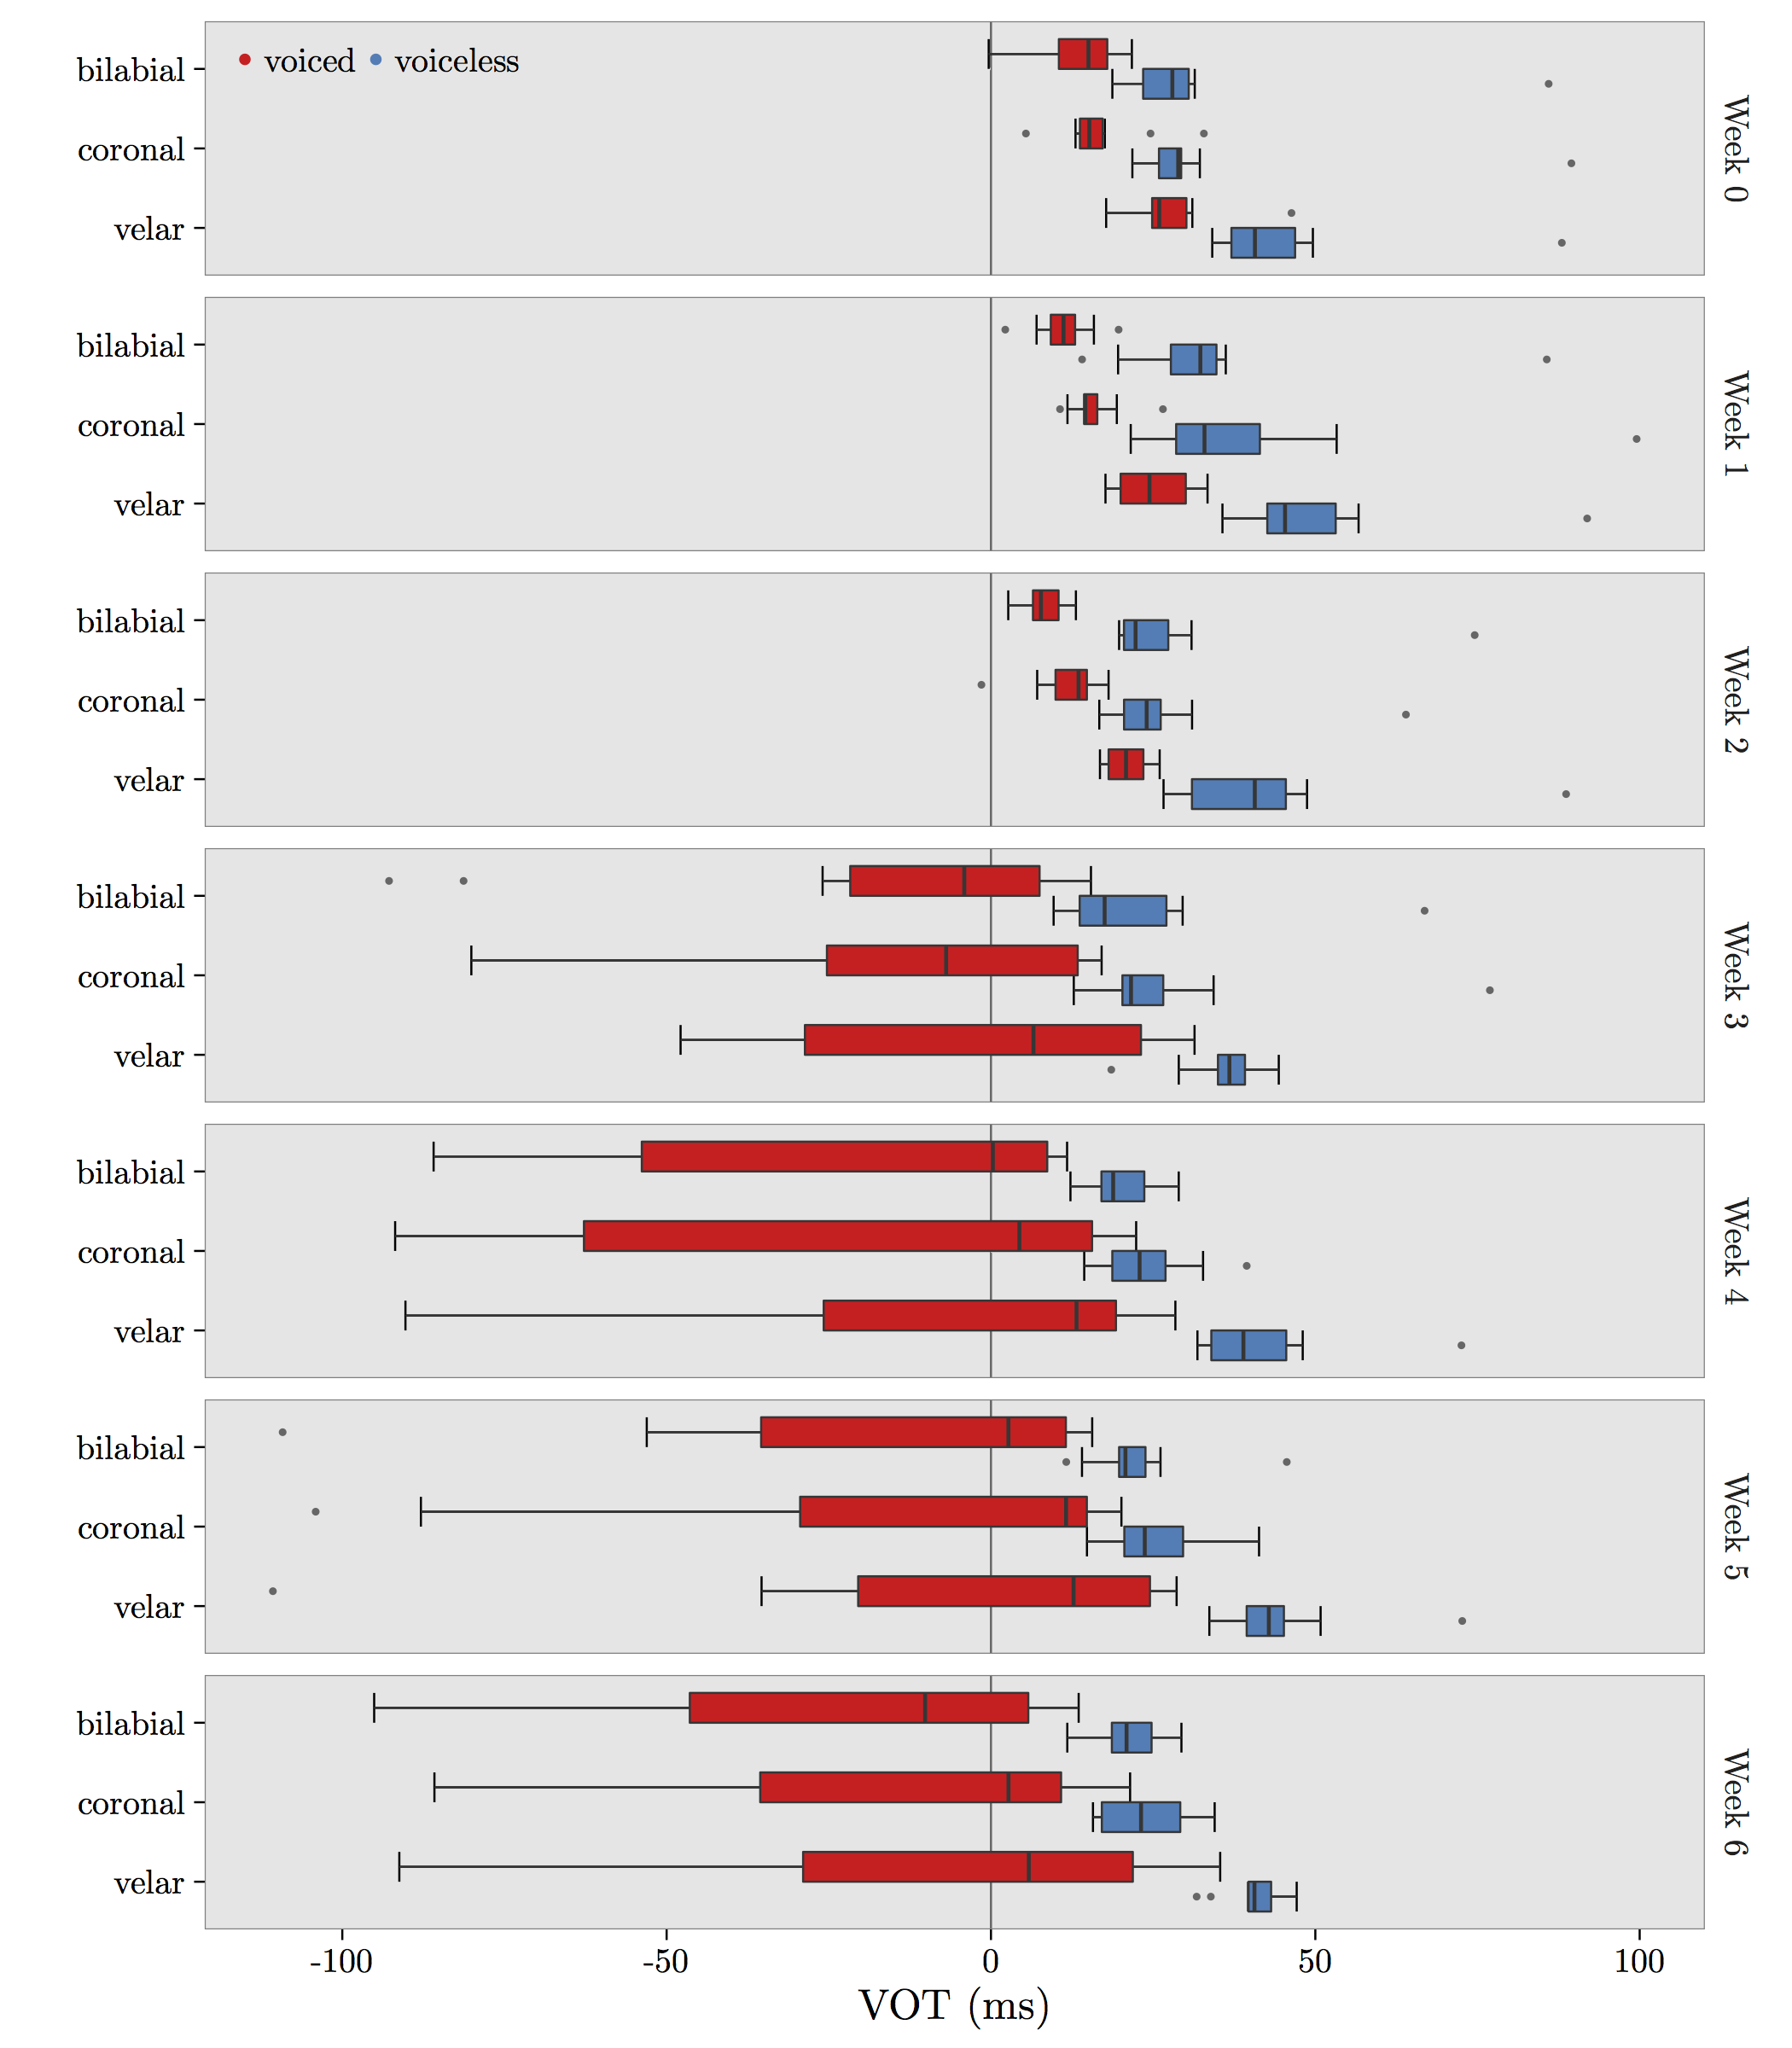 voiced voiceless
bilabial
coronal
velar
Week 0
bilabial
coronal
velar
Week 1
bilabial
coronal
velar
Week 2
bilabial
coronal
velar
Week 3
bilabial
coronal
velar
Week 4
bilabial
coronal
velar
Week 5
bilabial
coronal
velar
Week 6
-100 -50 0 50 100
VOT (ms)